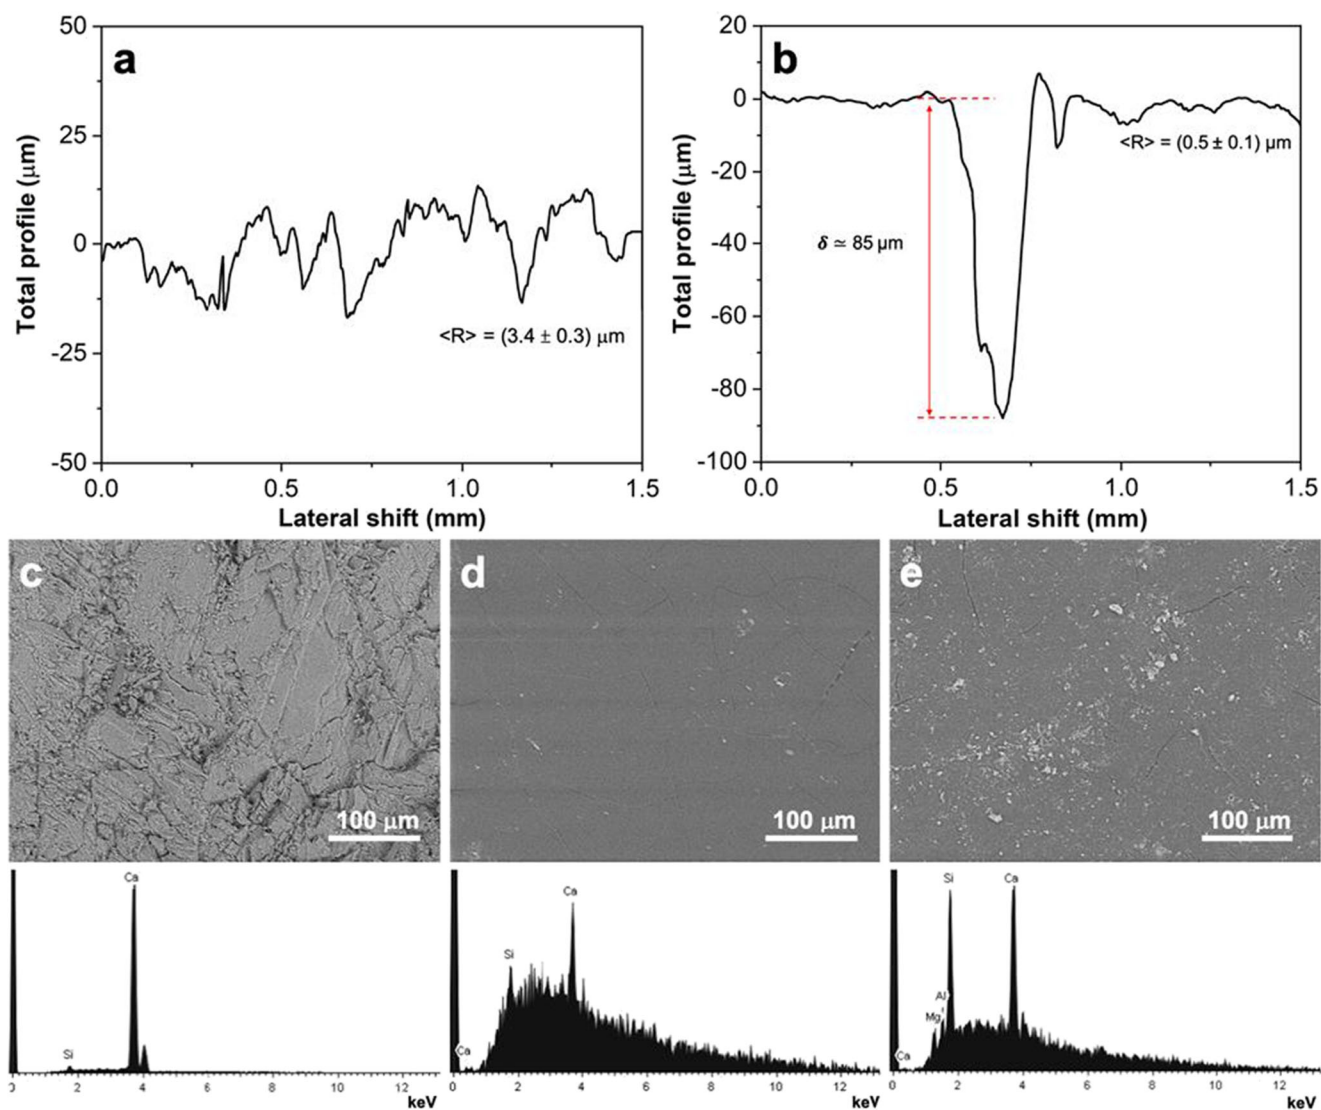 a
50
25
0
-25
-50
Total profile (μm)
<R> = (3.4 ± 0.3) μm
0.0
0.5
1.0
1.5
Lateral shift (mm)
b
20
0
-20
-40
-60
-80
-100
Total profile (μm)
δ ≃ 85 μm
<R> = (0.5 ± 0.1) μm
0.0
0.5
1.0
1.5
Lateral shift (mm)
c
100 μm
d
100 μm
e
100 μm
Ca
Si
0 2 4 6 8 10 12
keV
Ca
Si
Ca
0 2 4 6 8 10 12
keV
Si
Ca
Al
Mg
Ca
0 2 4 6 8 10 12
keV